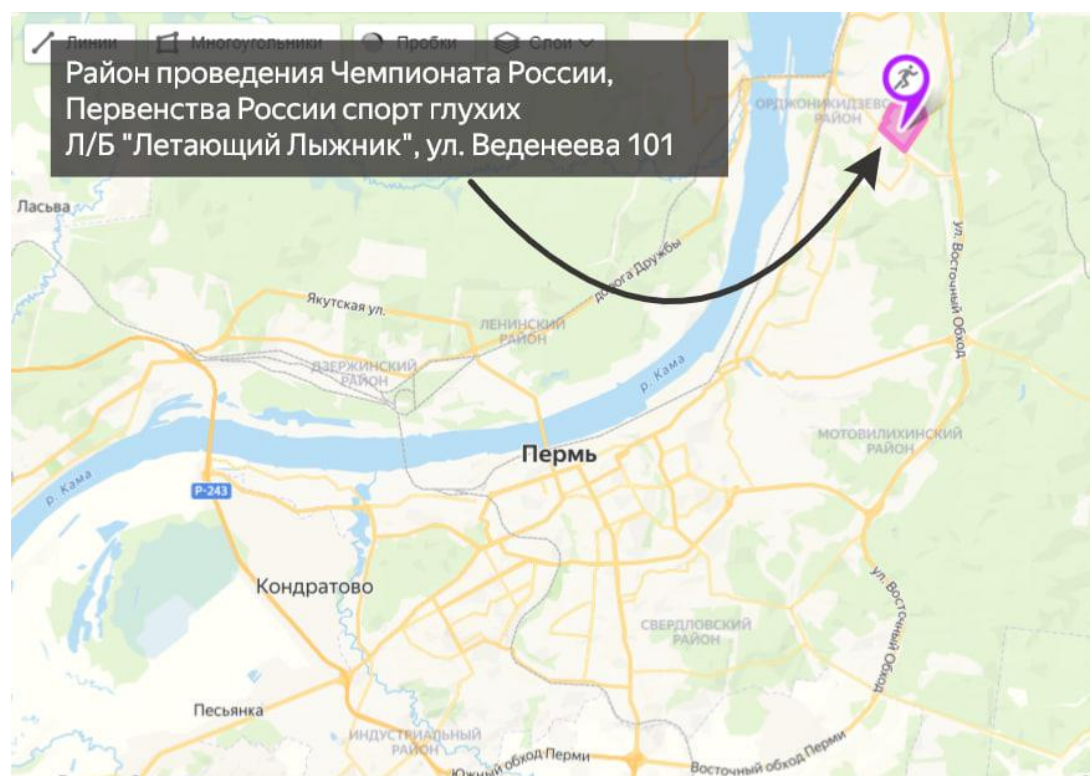 Линии
Многоугольники
Пробки
Слои
Район проведения Чемпионата России,
Первенства России спорт глухих
Л/Б "Летающий Лыжник", ул. Веденеева 101
ОРДЖОНИКИДЗЕВС
РАЙОН
Ласьва
ул. Восточный Обход
дорога Дружбы
Якутская ул.
ЛЕНИНСКИЙ
РАЙОН
ДЗЕРЖИНСКИЙ
РАЙОН
р. Кама
МОТОВИЛИХИНСКИЙ
РАЙОН
Пермь
р. Кама
Р-243
Кондратово
ул. Восточный Обход
СВЕРДЛОВСКИЙ
РАЙОН
Песьянка
ИНДУСТРИАЛЬНЫЙ
РАЙОН
Южный обход Перми
Восточный обход Перми